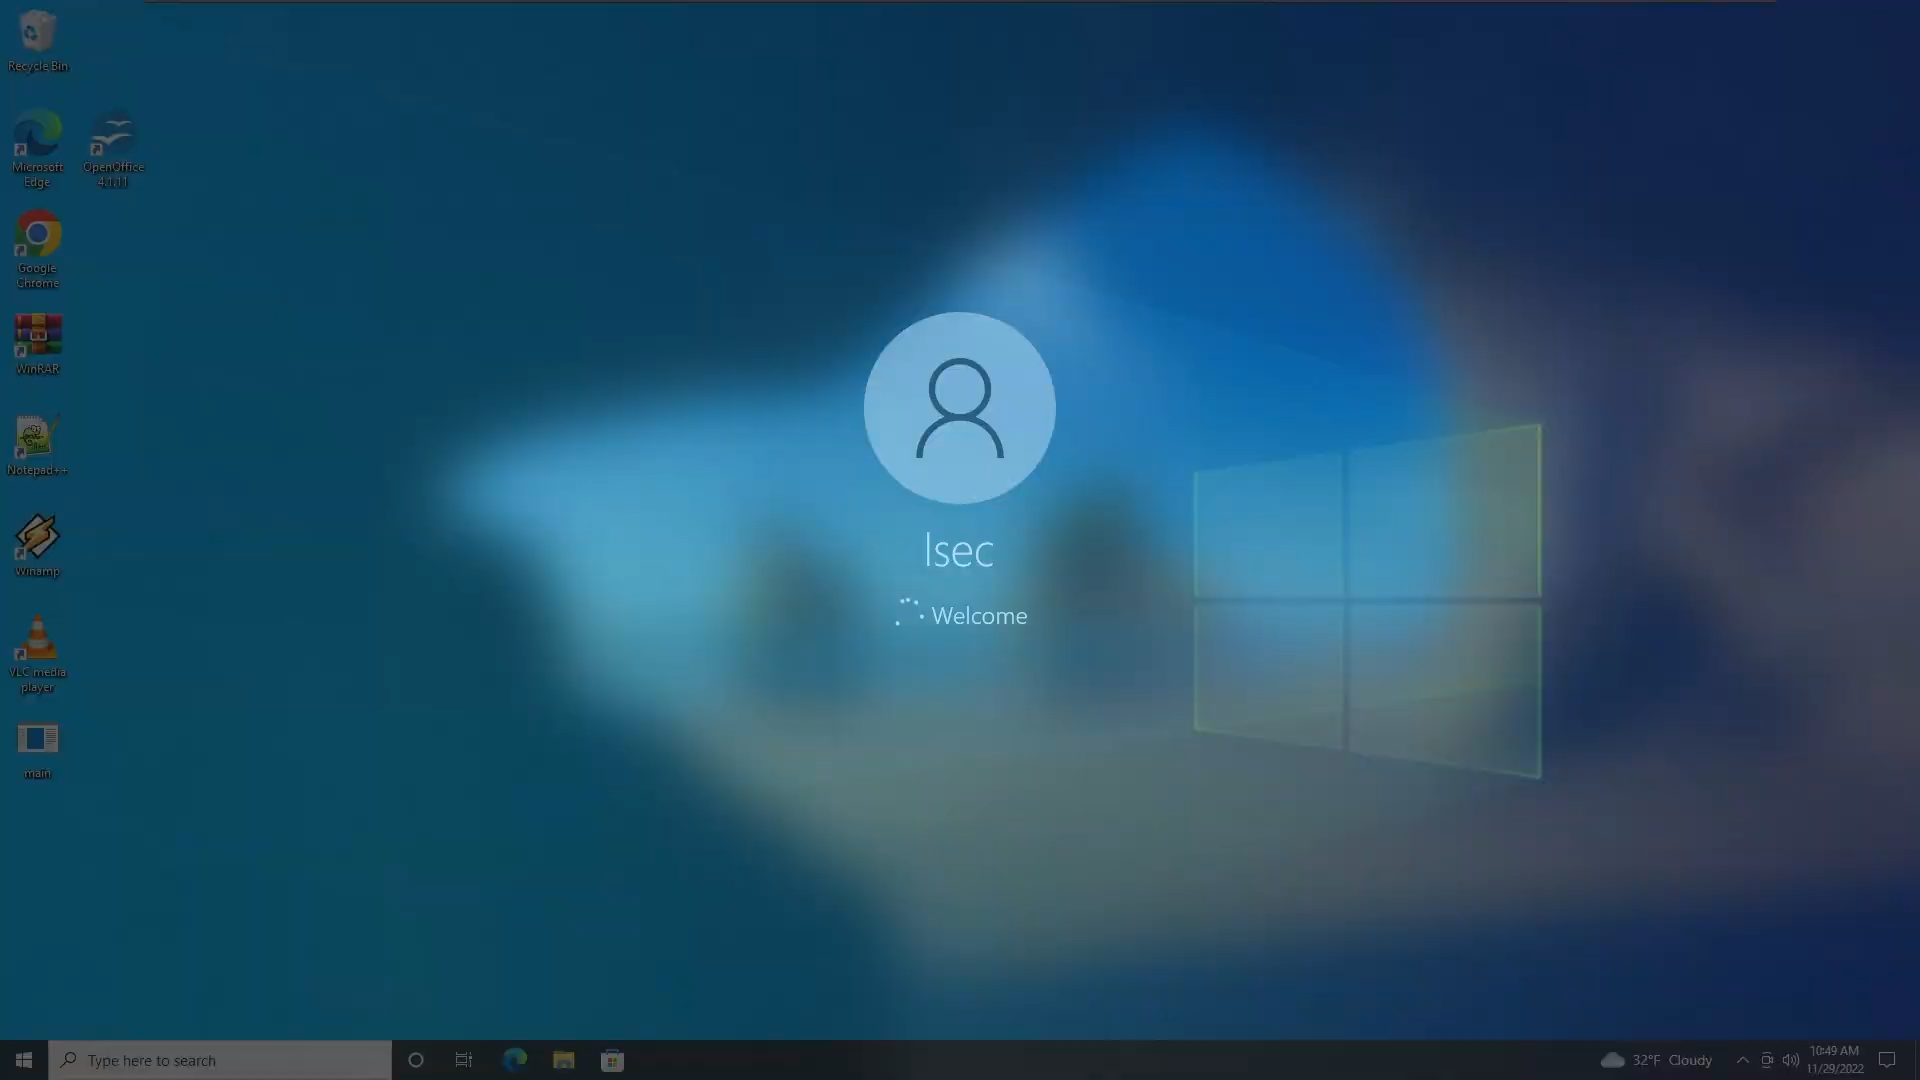 Recycle Bin
Microsoft
Edge
OpenOffice
4.1.11
Google
Chrome
WinRAR
Notepad++
Winamp
VLC media
player
main
lsec
Welcome
Type here to search
32°F Cloudy
10:49 AM
11/29/2022